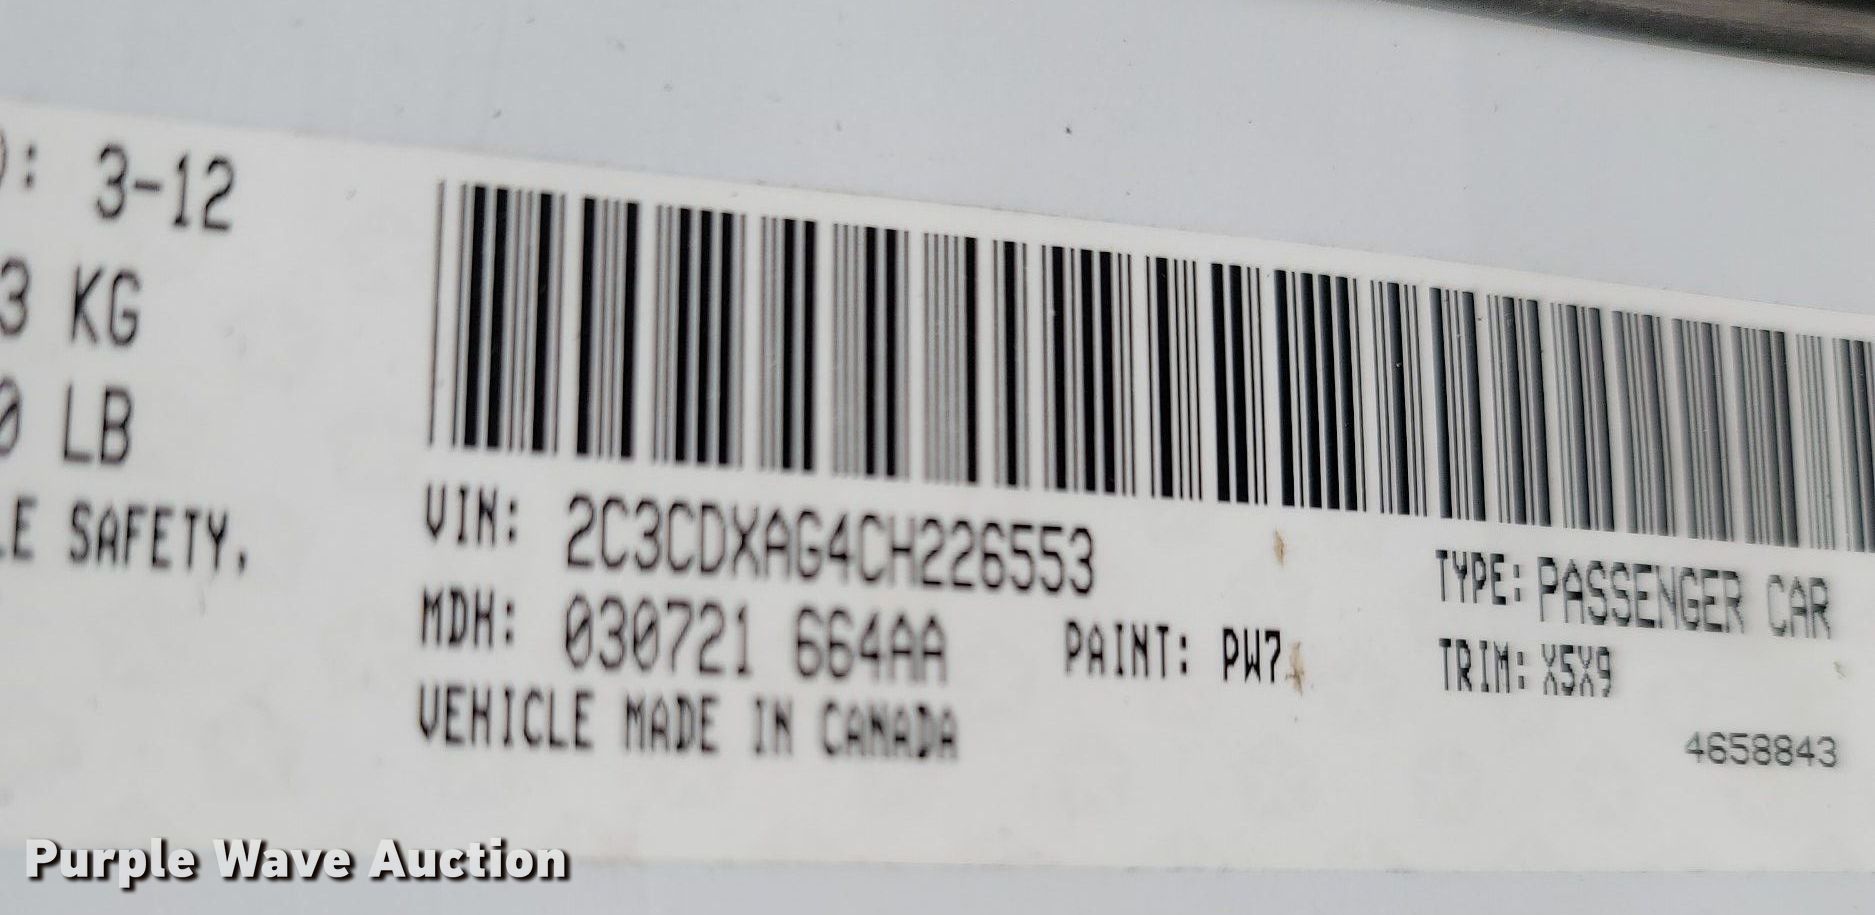 ): 3-12
3 KG
0 LB
LE SAFETY,
VIN: 2C3CDXAG4CH226553
TYPE: PASSENGER CAR
MDH: 030721 664AA PAINT: PW7
TRIM: X5X9
VEHICLE MADE IN CANADA
4658843
Purple Wave Auction